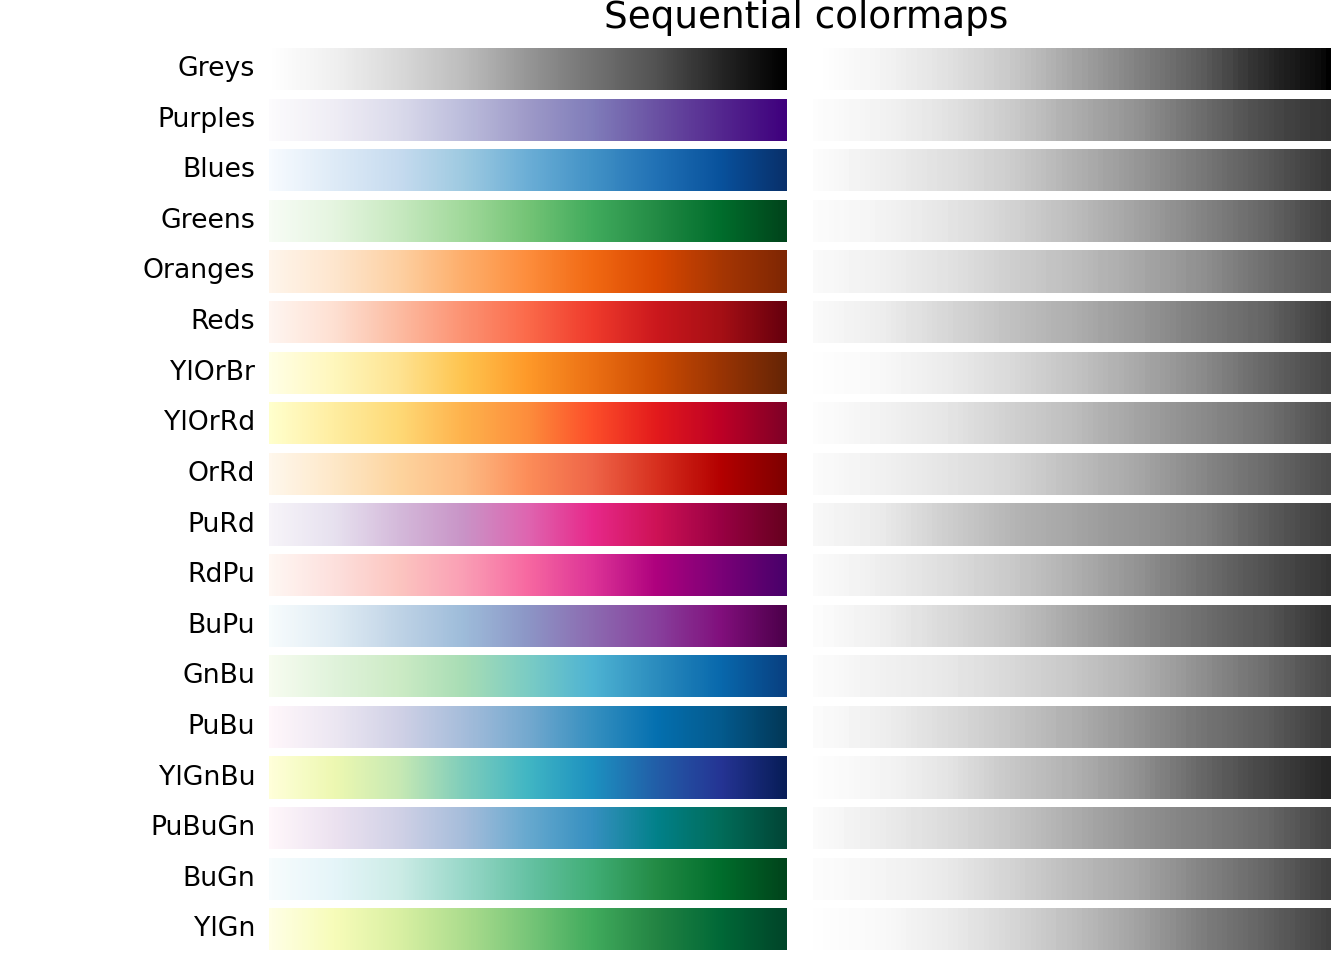 Sequential colormaps
Greys
Purples
Blues
Greens
Oranges
Reds
YlOrBr
YlOrRd
OrRd
PuRd
RdPu
BuPu
GnBu
PuBu
YlGnBu
PuBuGn
BuGn
YlGn